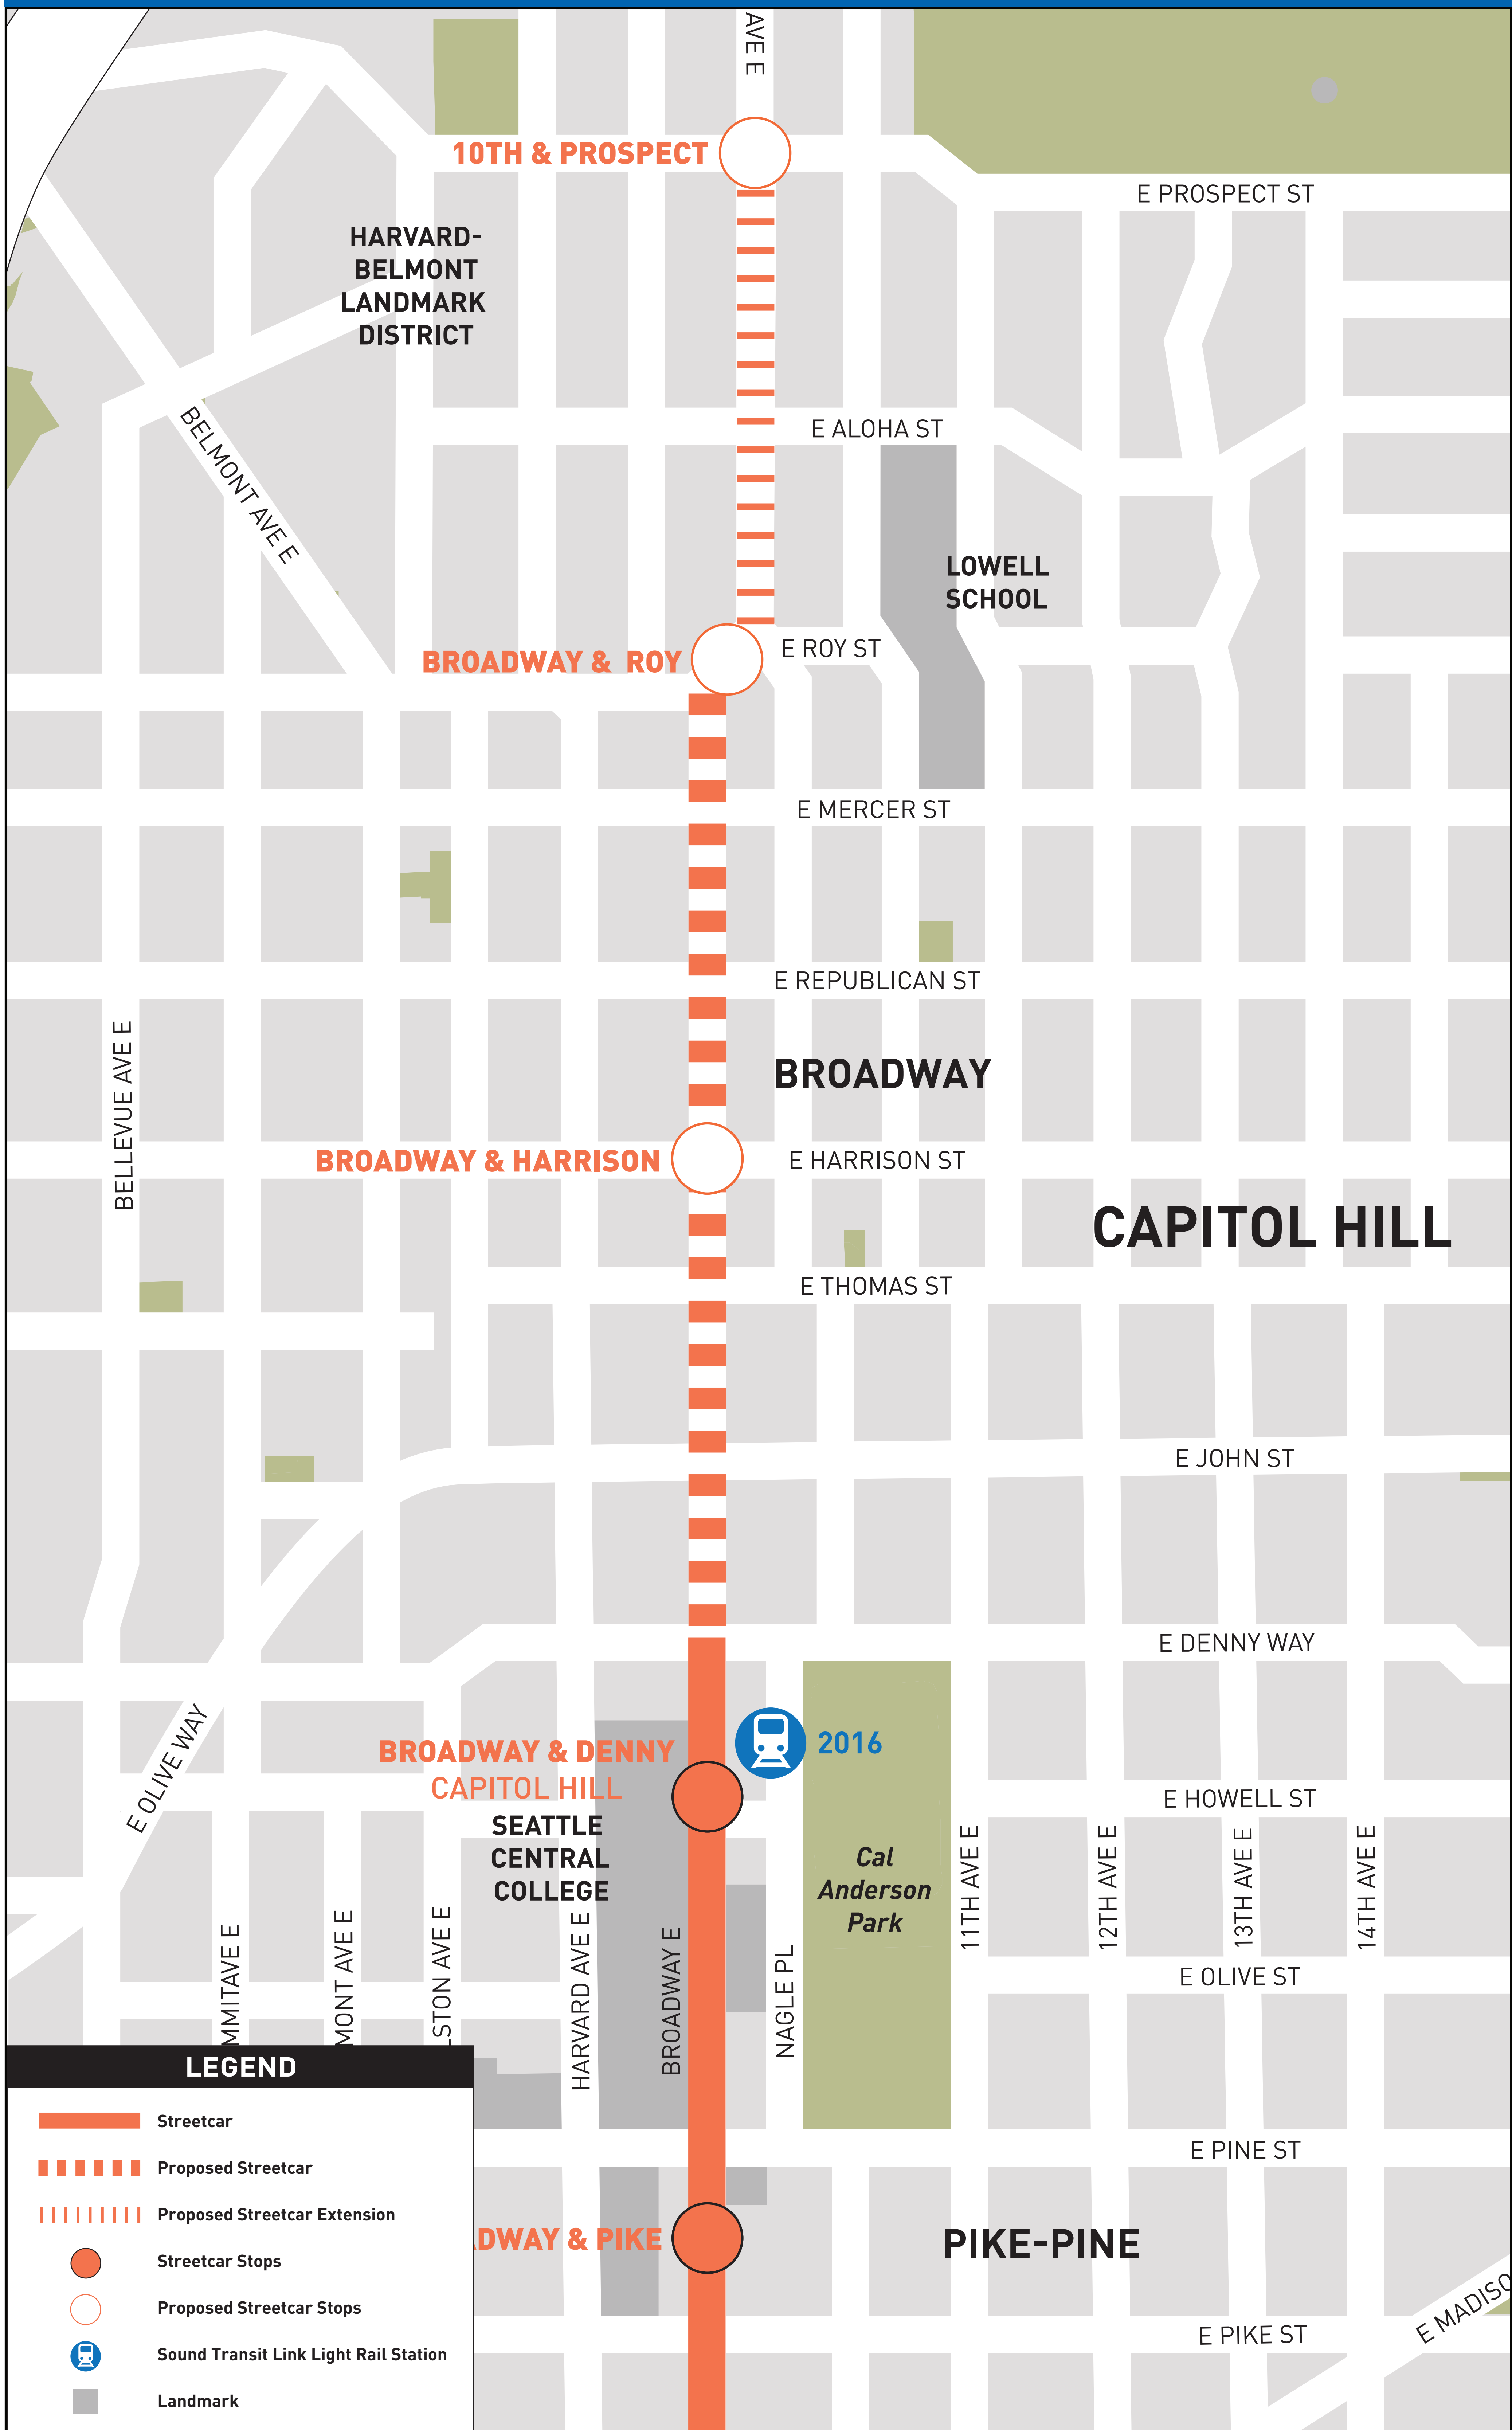 AVE E
10TH & PROSPECT
E PROSPECT ST
HARVARD-
BELMONT
LANDMARK
DISTRICT
E ALOHA ST
BELMONT AVE E
LOWELL
SCHOOL
E ROY ST
BROADWAY & ROY
E MERCER ST
E REPUBLICAN ST
BELLEVUE AVE E
BROADWAY
BROADWAY & HARRISON
E HARRISON ST
CAPITOL HILL
E THOMAS ST
E JOHN ST
E DENNY WAY
E OLIVE WAY
BROADWAY & DENNY
CAPITOL HILL
2016
E HOWELL ST
SEATTLE
CENTRAL
COLLEGE
Cal
Anderson
Park
11TH AVE E
12TH AVE E
13TH AVE E
14TH AVE E
MMITAVE E
MONT AVE E
LSTON AVE E
HARVARD AVE E
BROADWAY E
NAGLE PL
E OLIVE ST
E PINE ST
DWAY & PIKE
PIKE-PINE
E MADISO
E PIKE ST
LEGEND
Streetcar
Proposed Streetcar
Proposed Streetcar Extension
Streetcar Stops
Proposed Streetcar Stops
Sound Transit Link Light Rail Station
Landmark